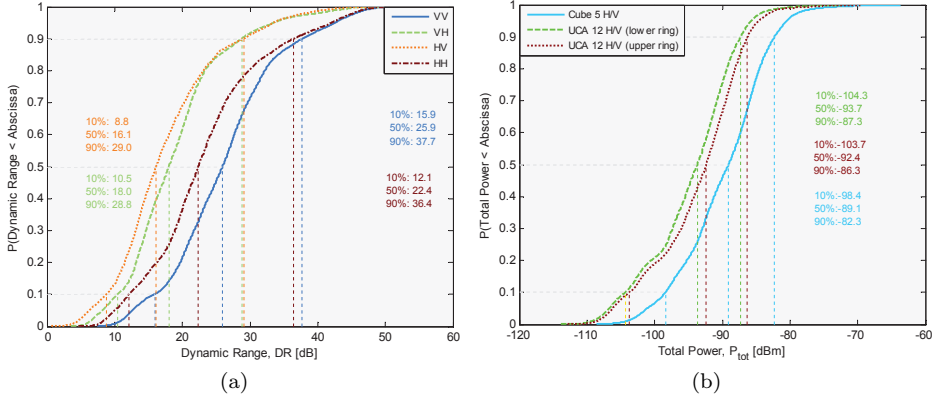 1
0.9
0.8
0.7
0.6
0.5
0.4
0.3
0.2
0.1
0
P(Dynamic Range < Abscissa)
VV
VH
HV
HH
10%: 8.8
50%: 16.1
90%: 29.0
10%: 10.5
50%: 18.0
90%: 28.8
10%: 15.9
50%: 25.9
90%: 37.7
10%: 12.1
50%: 22.4
90%: 36.4
0 10 20 30 40 50 60
Dynamic Range, DR [dB]
(a)
1
0.9
0.8
0.7
0.6
0.5
0.4
0.3
0.2
0.1
0
P(Total Power < Abscissa)
Cube 5 H/V
UCA 12 H/V (lower ring)
UCA 12 H/V (upper ring)
10%:-104.3
50%:-93.7
90%:-87.3
10%:-103.7
50%:-92.4
90%:-86.3
10%:-98.4
50%:-89.1
90%:-82.3
-120 -110 -100 -90 -80 -70 -60
Total Power, Ptot [dBm]
(b)